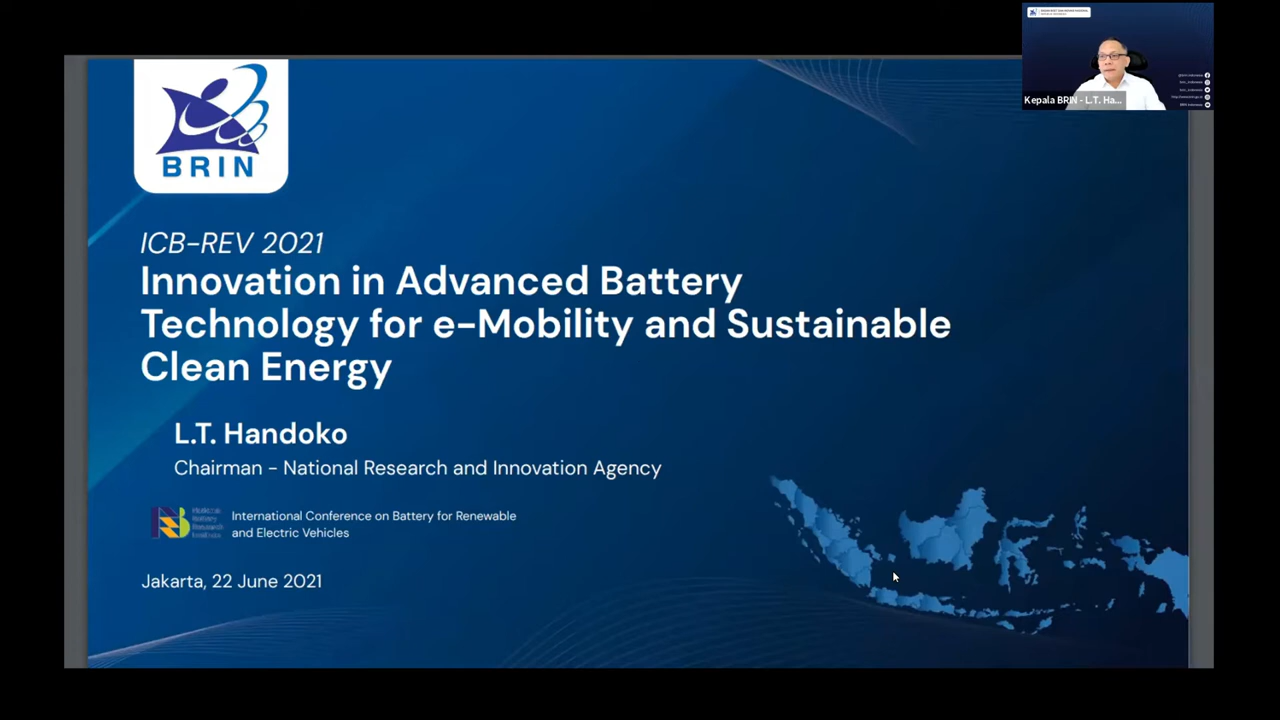 BRIN
ICB-REV 2021
Innovation in Advanced Battery
Technology for e-Mobility and Sustainable
Clean Energy
L.T. Handoko
Chairman - National Research and Innovation Agency
International Conference on Battery for Renewable
and Electric Vehicles
Jakarta, 22 June 2021
Kepala BRIN - L.T. Ha...